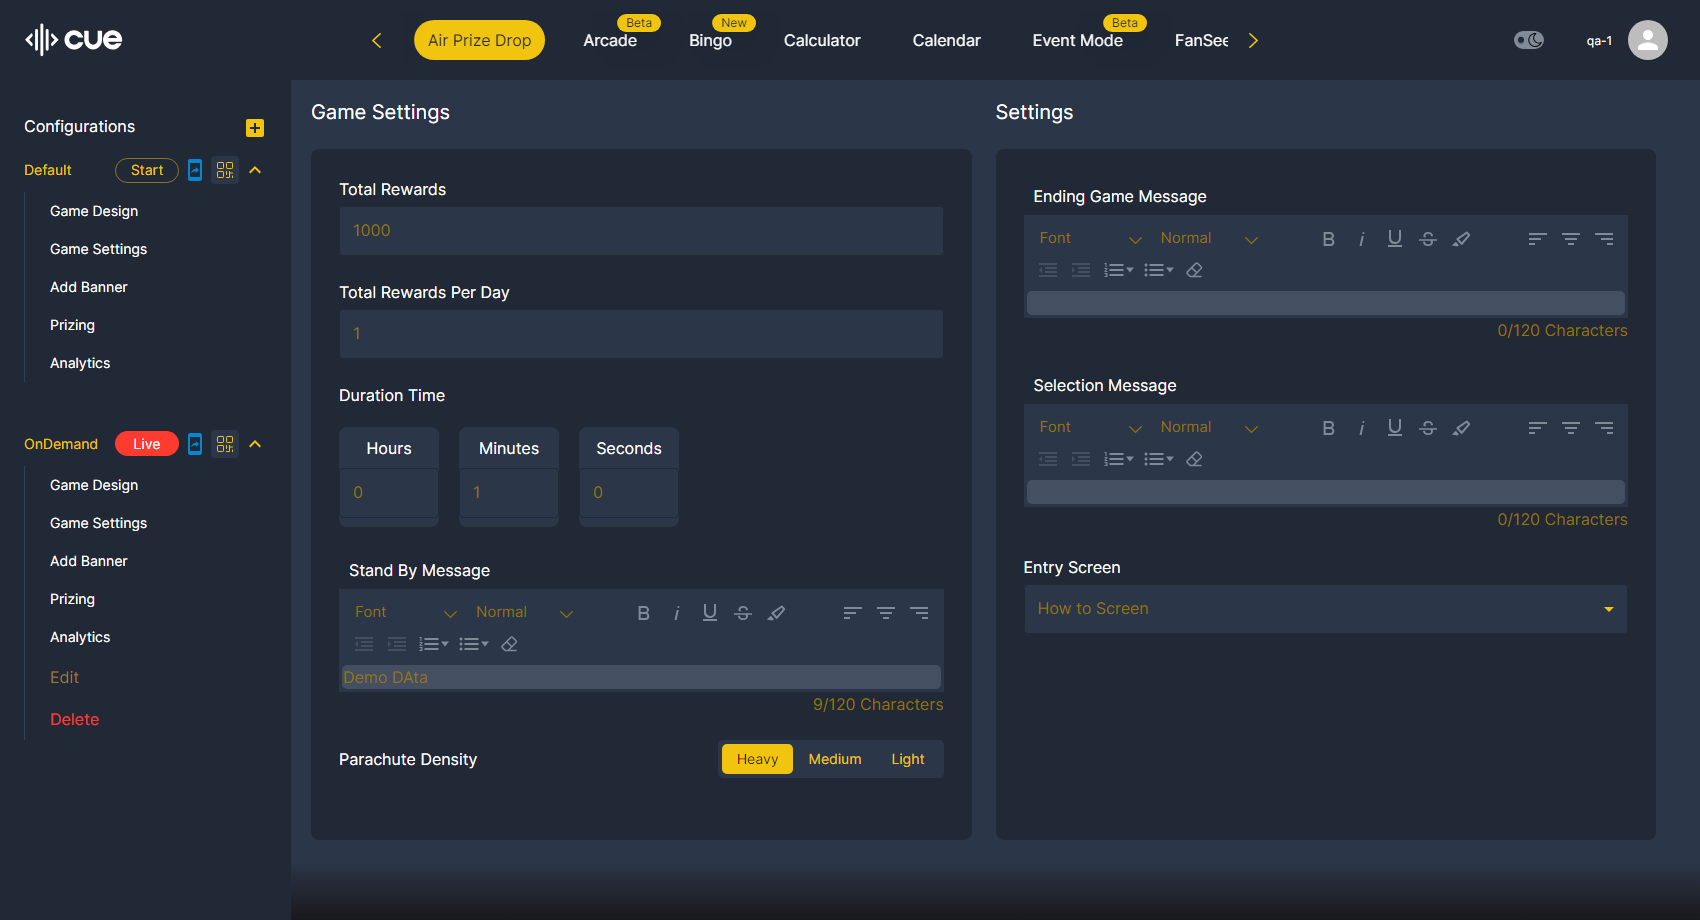 cue
Air Prize Drop
Arcade
Beta
Bingo
New
Calculator
Calendar
Event Mode
Beta
FanSee
qa-1
Configurations
Default
Start
Game Design
Game Settings
Add Banner
Prizing
Analytics
OnDemand
Live
Game Design
Game Settings
Add Banner
Prizing
Analytics
Edit
Delete
Game Settings
Total Rewards
1000
Total Rewards Per Day
1
Duration Time
Hours Minutes Seconds
0 1 0
Stand By Message
Font Normal B i U S
Demo DAta
9/120 Characters
Parachute Density
Heavy Medium Light
Settings
Ending Game Message
Font Normal B i U S
0/120 Characters
Selection Message
Font Normal B i U S
0/120 Characters
Entry Screen
How to Screen